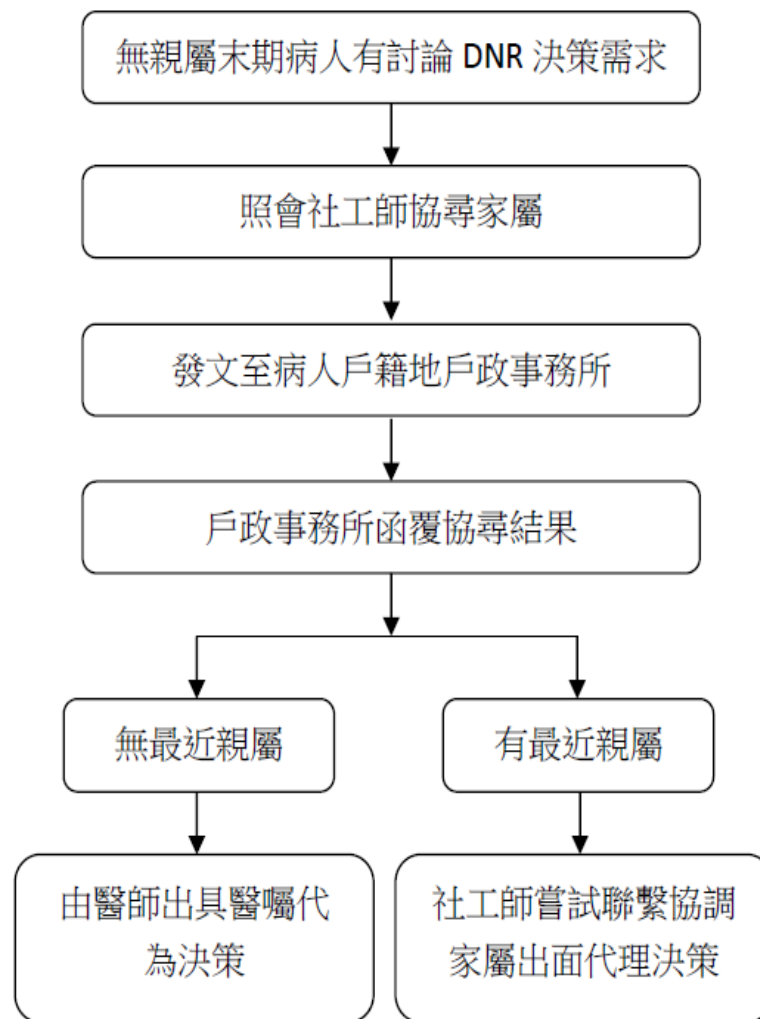 無親屬末期病人有討論 DNR 決策需求
照會社工師協尋家屬
發文至病人戶籍地戶政事務所
戶政事務所函覆協尋結果
無最近親屬
有最近親屬
由醫師出具醫囑代
為決策
社工師嘗試聯繫協調
家屬出面代理決策